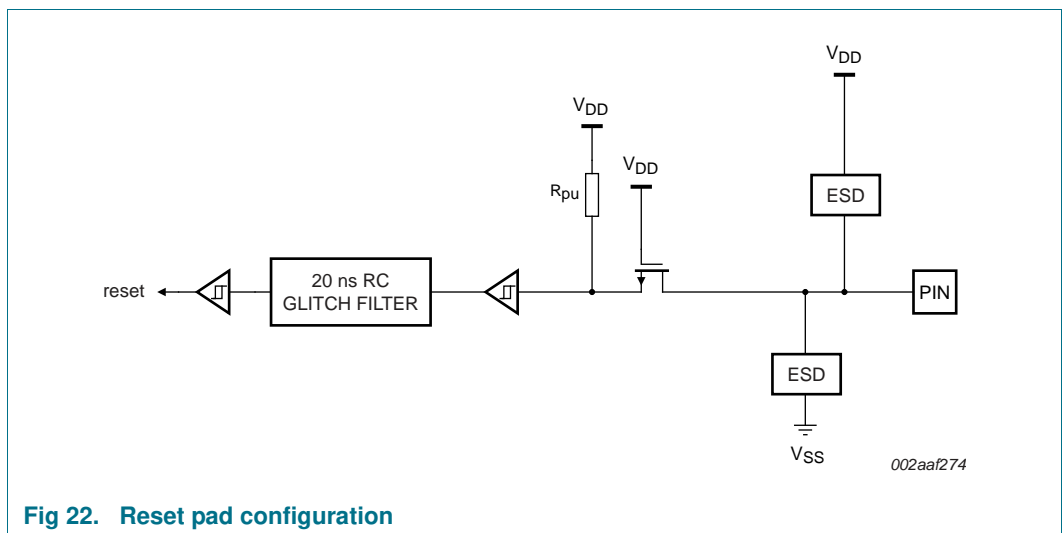 VDD
VDD
VDD
Rpu
ESD
reset
20 ns RC
GLITCH FILTER
PIN
ESD
VSS
002aaf274
Fig 22. Reset pad configuration